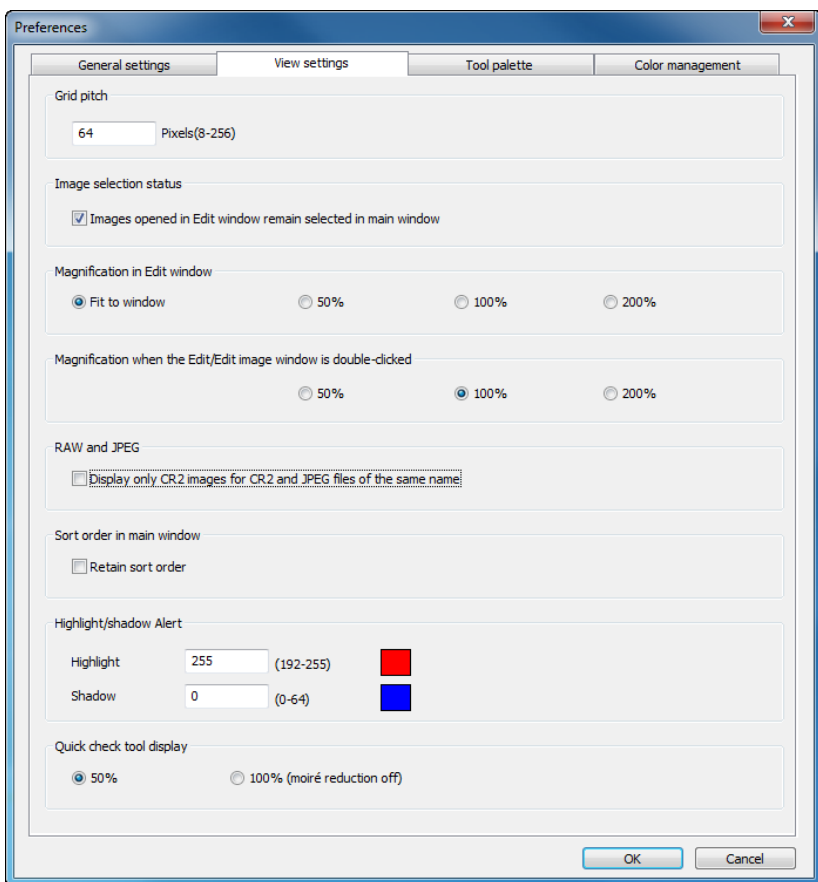 Preferences
General settings View settings Tool palette Color management
Grid pitch
64 Pixels(8-256)
Image selection status
Images opened in Edit window remain selected in main window
Magnification in Edit window
Fit to window 50% 100% 200%
Magnification when the Edit/Edit image window is double-clicked
50% 100% 200%
RAW and JPEG
Display only CR2 images for CR2 and JPEG files of the same name
Sort order in main window
Retain sort order
Highlight/shadow Alert
Highlight 255 (192-255)
Shadow 0 (0-64)
Quick check tool display
50% 100% (moiré reduction off)
OK Cancel